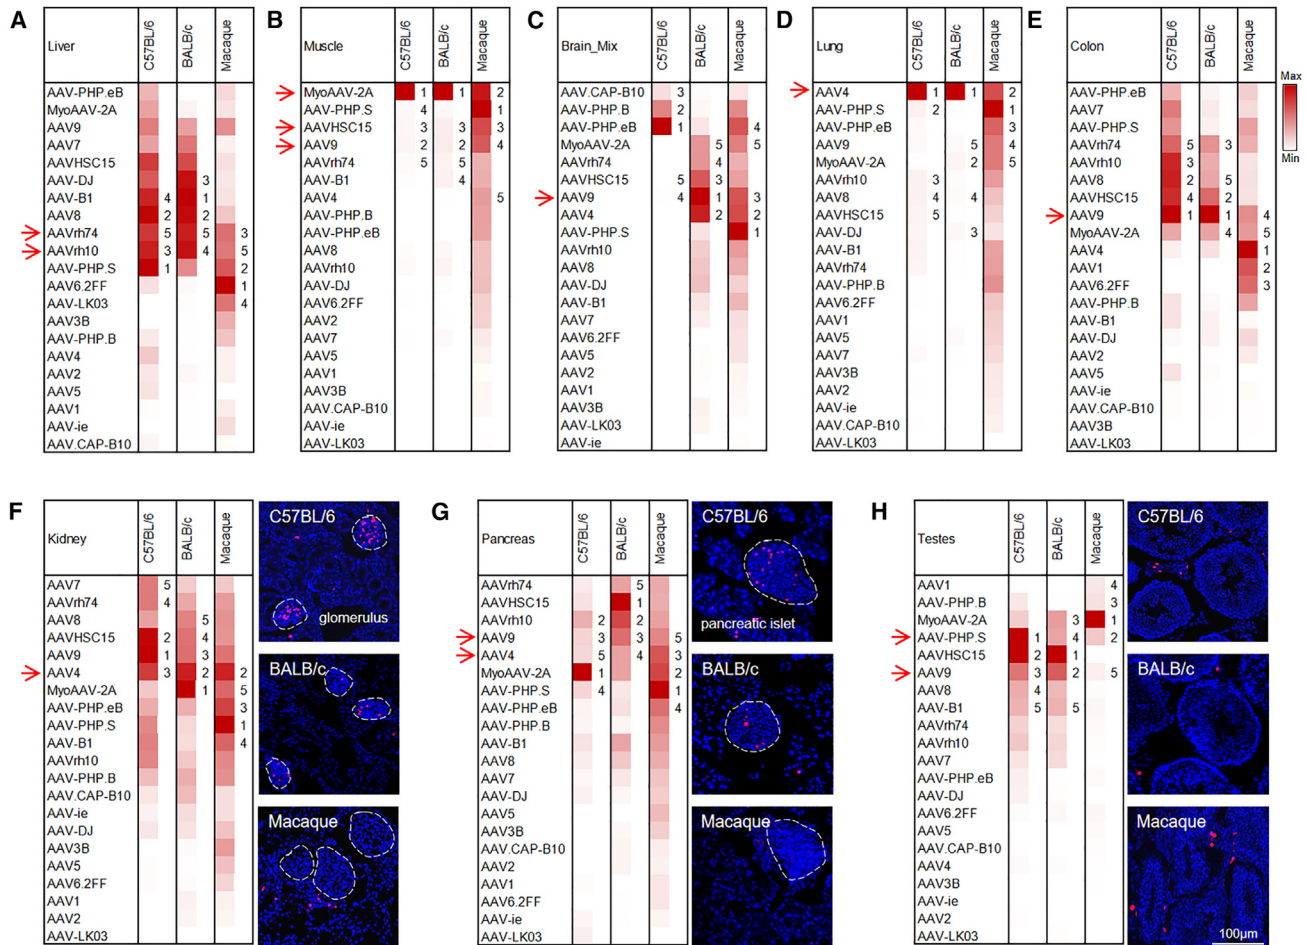 A
Liver C57BL/6 BALB/c Macaque
AAV-PHP.eB
MyoAAV-2A
AAV9
AAV7
AAVHSC15
AAV-DJ 3
AAV-B1 4 1
AAV8 2 2
AAVrh74 5 5 3
AAVrh10 3 4 5
AAV-PHP.S 1 2
AAV6.2FF 1
AAV-LK03 4
AAV3B
AAV-PHP.B
AAV4
AAV2
AAV5
AAV1
AAV-ie
AAV.CAP-B10
B
Muscle C57BL/6 BALB/c Macaque
MyoAAV-2A 1 1 2
AAV-PHP.S 4 1
AAVHSC15 3 3 3
AAV9 2 2 4
AAVrh74 5 5
AAV-B1 4
AAV4 5
AAV-PHP.B
AAV-PHP.eB
AAV8
AAVrh10
AAV-DJ
AAV6.2FF
AAV2
AAV7
AAV5
AAV1
AAV3B
AAV.CAP-B10
AAV-ie
AAV-LK03
C
Brain_Mix C57BL/6 BALB/c Macaque
AAV.CAP-B10 3
AAV-PHP.B 2
AAV-PHP.eB 1 4
MyoAAV-2A 5 5
AAVrh74 4
AAVHSC15 5 3
AAV9 4 1 3
AAV4 2 2
AAV-PHP.S 1
AAVrh10
AAV8
AAV-DJ
AAV-B1
AAV7
AAV6.2FF
AAV5
AAV2
AAV1
AAV3B
AAV-LK03
AAV-ie
D
Lung C57BL/6 BALB/c Macaque
AAV4 1 1 2
AAV-PHP.S 2 1
AAV-PHP.eB 3
AAV9 5 4
MyoAAV-2A 2 5
AAVrh10 3
AAV8 4 4
AAVHSC15 5
AAV-DJ 3
AAV-B1
AAVrh74
AAV-PHP.B
AAV6.2FF
AAV1
AAV5
AAV7
AAV3B
AAV2
AAV-ie
AAV.CAP-B10
AAV-LK03
E
Colon C57BL/6 BALB/c Macaque
AAV-PHP.eB
AAV7
AAV-PHP.S
AAVrh74 5 3
AAVrh10 3
AAV8 2 5
AAVHSC15 4 2
AAV9 1 1 4
MyoAAV-2A 4 5
AAV4 1
AAV1 2
AAV6.2FF 3
AAV-PHP.B
AAV-B1
AAV-DJ
AAV2
AAV5
AAV-ie
AAV.CAP-B10
AAV3B
AAV-LK03
Max
Min
F
Kidney C57BL/6 BALB/c Macaque
AAV7 5
AAVrh74 4
AAV8 5
AAVHSC15 2 4
AAV9 1 3
AAV4 3 2 2
MyoAAV-2A 1 5
AAV-PHP.eB 3
AAV-PHP.S 1
AAV-B1 4
AAVrh10
AAV-PHP.B
AAV.CAP-B10
AAV-ie
AAV-DJ
AAV3B
AAV5
AAV6.2FF
AAV1
AAV2
AAV-LK03
C57BL/6
glomerulus
BALB/c
Macaque
G
Pancreas C57BL/6 BALB/c Macaque
AAVrh74 5
AAVHSC15 1
AAVrh10 2 2
AAV9 3 3 5
AAV4 5 4 3
MyoAAV-2A 1 2
AAV-PHP.S 4 1
AAV-PHP.eB 4
AAV-PHP.B
AAV-B1
AAV8
AAV7
AAV-DJ
AAV5
AAV3B
AAV.CAP-B10
AAV2
AAV1
AAV6.2FF
AAV-ie
AAV-LK03
C57BL/6
pancreatic islet
BALB/c
Macaque
H
Testes C57BL/6 BALB/c Macaque
AAV1 4
AAV-PHP.B 3
MyoAAV-2A 3 1
AAV-PHP.S 1 4 2
AAVHSC15 2 1
AAV9 3 2 5
AAV8 4
AAV-B1 5 5
AAVrh74
AAVrh10
AAV7
AAV-PHP.eB
AAV-DJ
AAV6.2FF
AAV5
AAV.CAP-B10
AAV4
AAV3B
AAV-ie
AAV2
AAV-LK03
C57BL/6
BALB/c
Macaque
100μm